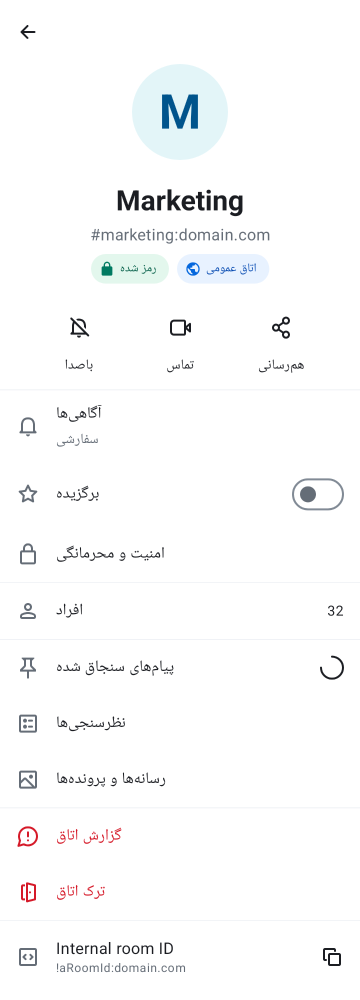 M
Marketing
#marketing:domain.com
رمز شده
اتاق عمومی
باصدا
تماس
هم‌رسانی
آگاهی‌ها
سفارشی
برگزیده
امنیت و محرمانگی
افراد
32
پیام‌های سنجاق شده
نظرسنجی‌ها
رسانه‌ها و پرونده‌ها
گزارش اتاق
ترک اتاق
Internal room ID
!aRoomId:domain.com